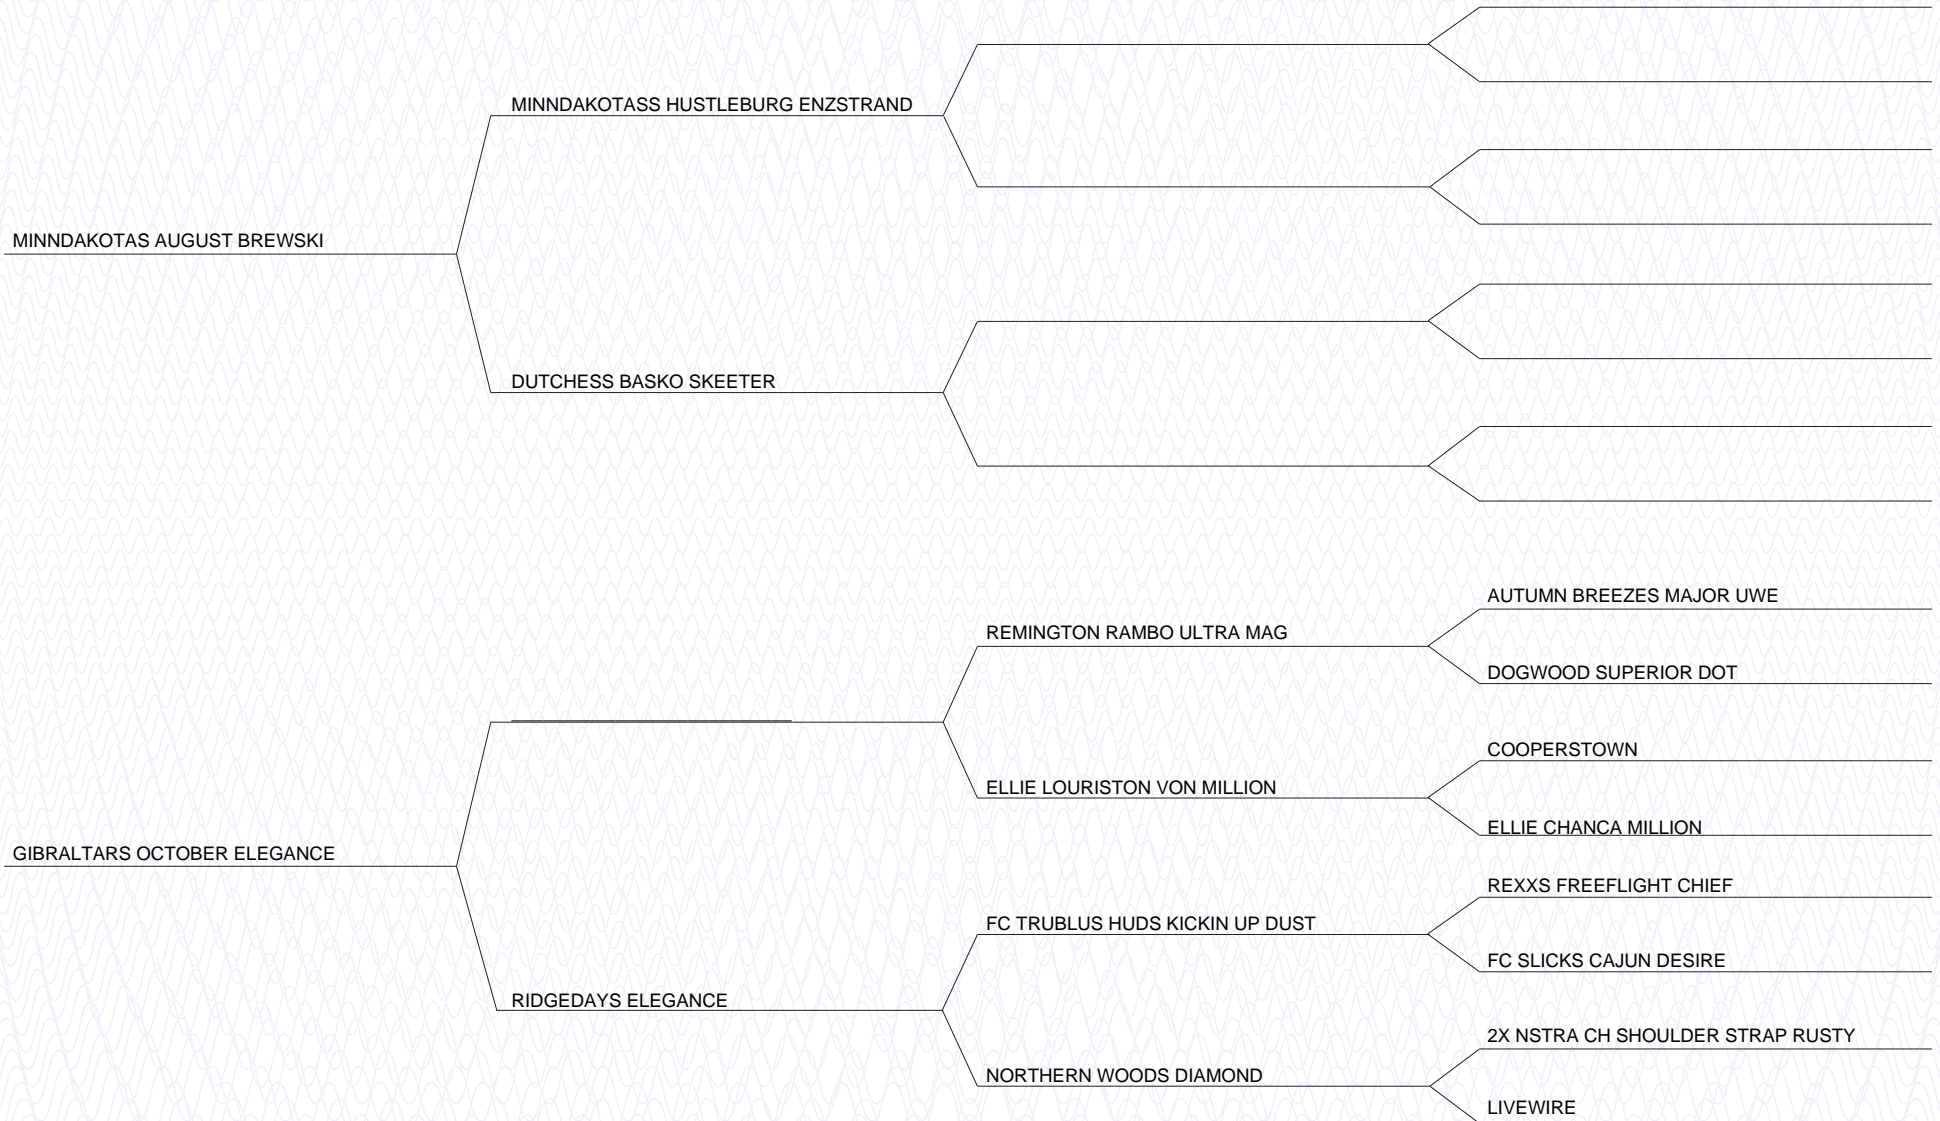 MINNDAKOTASS HUSTLEBURG ENZSTRAND
MINNDAKOTAS AUGUST BREWSKI
DUTCHESS BASKO SKEETER
AUTUMN BREEZES MAJOR UWE
REMINGTON RAMBO ULTRA MAG
DOGWOOD SUPERIOR DOT
COOPERSTOWN
ELLIE LOURISTON VON MILLION
ELLIE CHANCA MILLION
GIBRALTARS OCTOBER ELEGANCE
REXXS FREEFLIGHT CHIEF
FC TRUBLUS HUDS KICKIN UP DUST
FC SLICKS CAJUN DESIRE
RIDGEDAYS ELEGANCE
2X NSTRA CH SHOULDER STRAP RUSTY
NORTHERN WOODS DIAMOND
LIVEWIRE